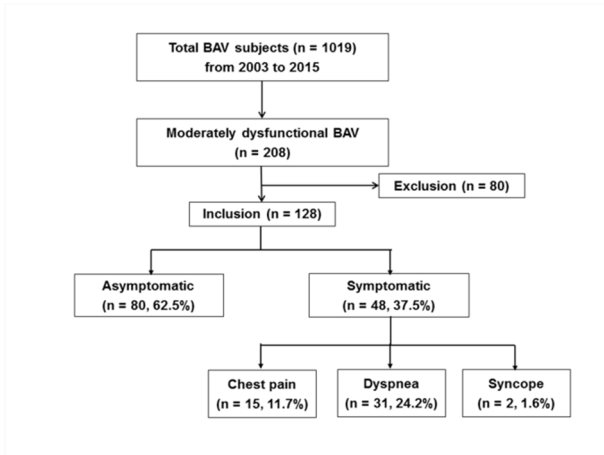 Total BAV subjects (n = 1019)
from 2003 to 2015
Moderately dysfunctional BAV
(n = 208)
Exclusion (n = 80)
Inclusion (n = 128)
Asymptomatic
(n = 80, 62.5%)
Symptomatic
(n = 48, 37.5%)
Chest pain
(n = 15, 11.7%)
Dyspnea
(n = 31, 24.2%)
Syncope
(n = 2, 1.6%)